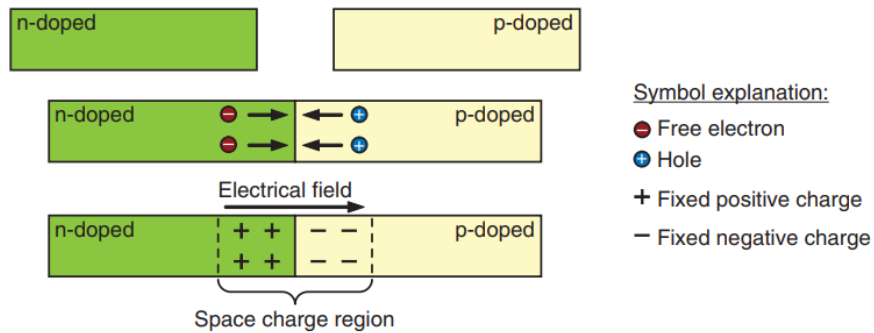 n-doped
p-doped
n-doped
p-doped
Symbol explanation:
Free electron
Hole
+ Fixed positive charge
− Fixed negative charge
Electrical field
n-doped
+ + − −
p-doped
+ + − −
Space charge region